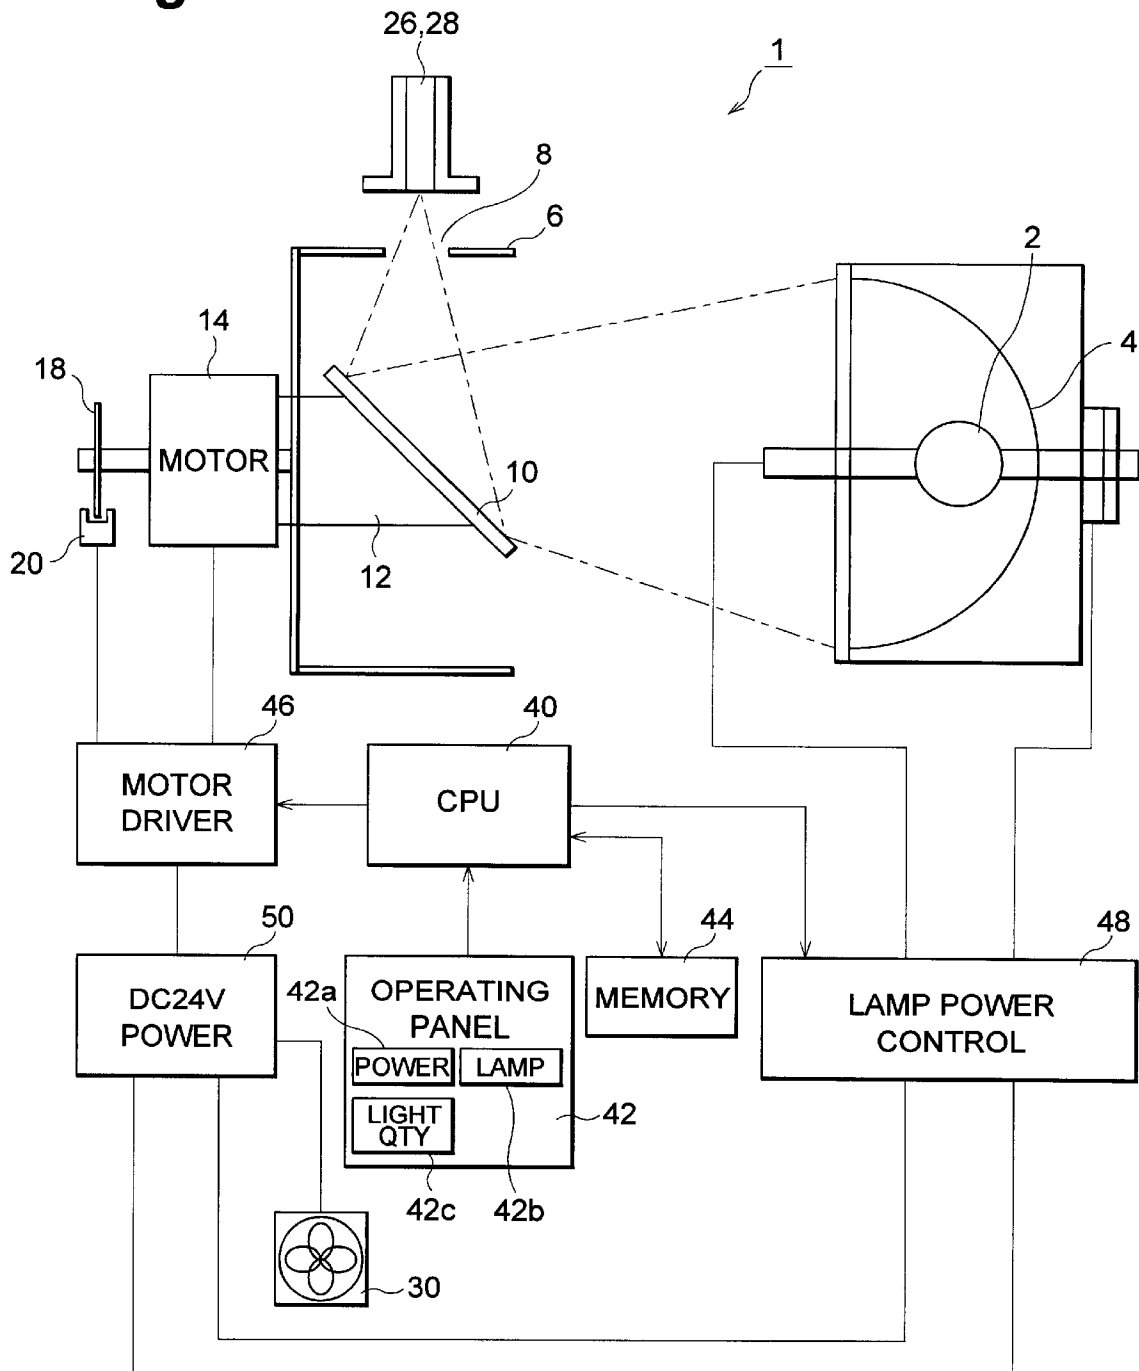 26,28
1
8
6
2
14
4
18
MOTOR
10
20
12
46
40
MOTOR
DRIVER
CPU
50
44
48
DC24V
POWER
42a
OPERATING
PANEL
MEMORY
LAMP POWER
CONTROL
POWER
LAMP
LIGHT
QTY
42
42c
42b
30